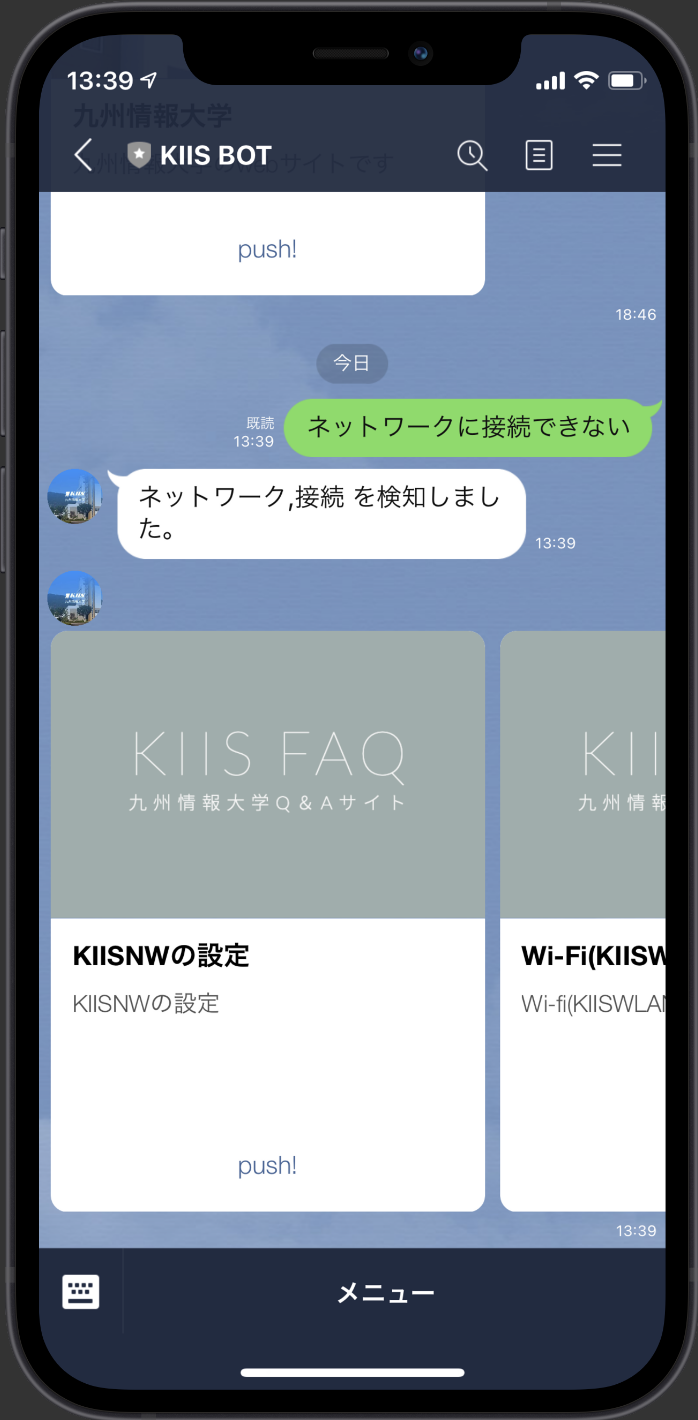 13:39
九州情報大学
KIIS BOT
push!
18:46
今日
既読
13:39
ネットワークに接続できない
ネットワーク,接続 を検知しまし
た。
13:39
KIIS FAQ
九州情報大学Q&Aサイト
KII
九州情報
KIISNWの設定
Wi-Fi(KIISW
KIISNWの設定
Wi-fi(KIISWLAN
push!
13:39
メニュー